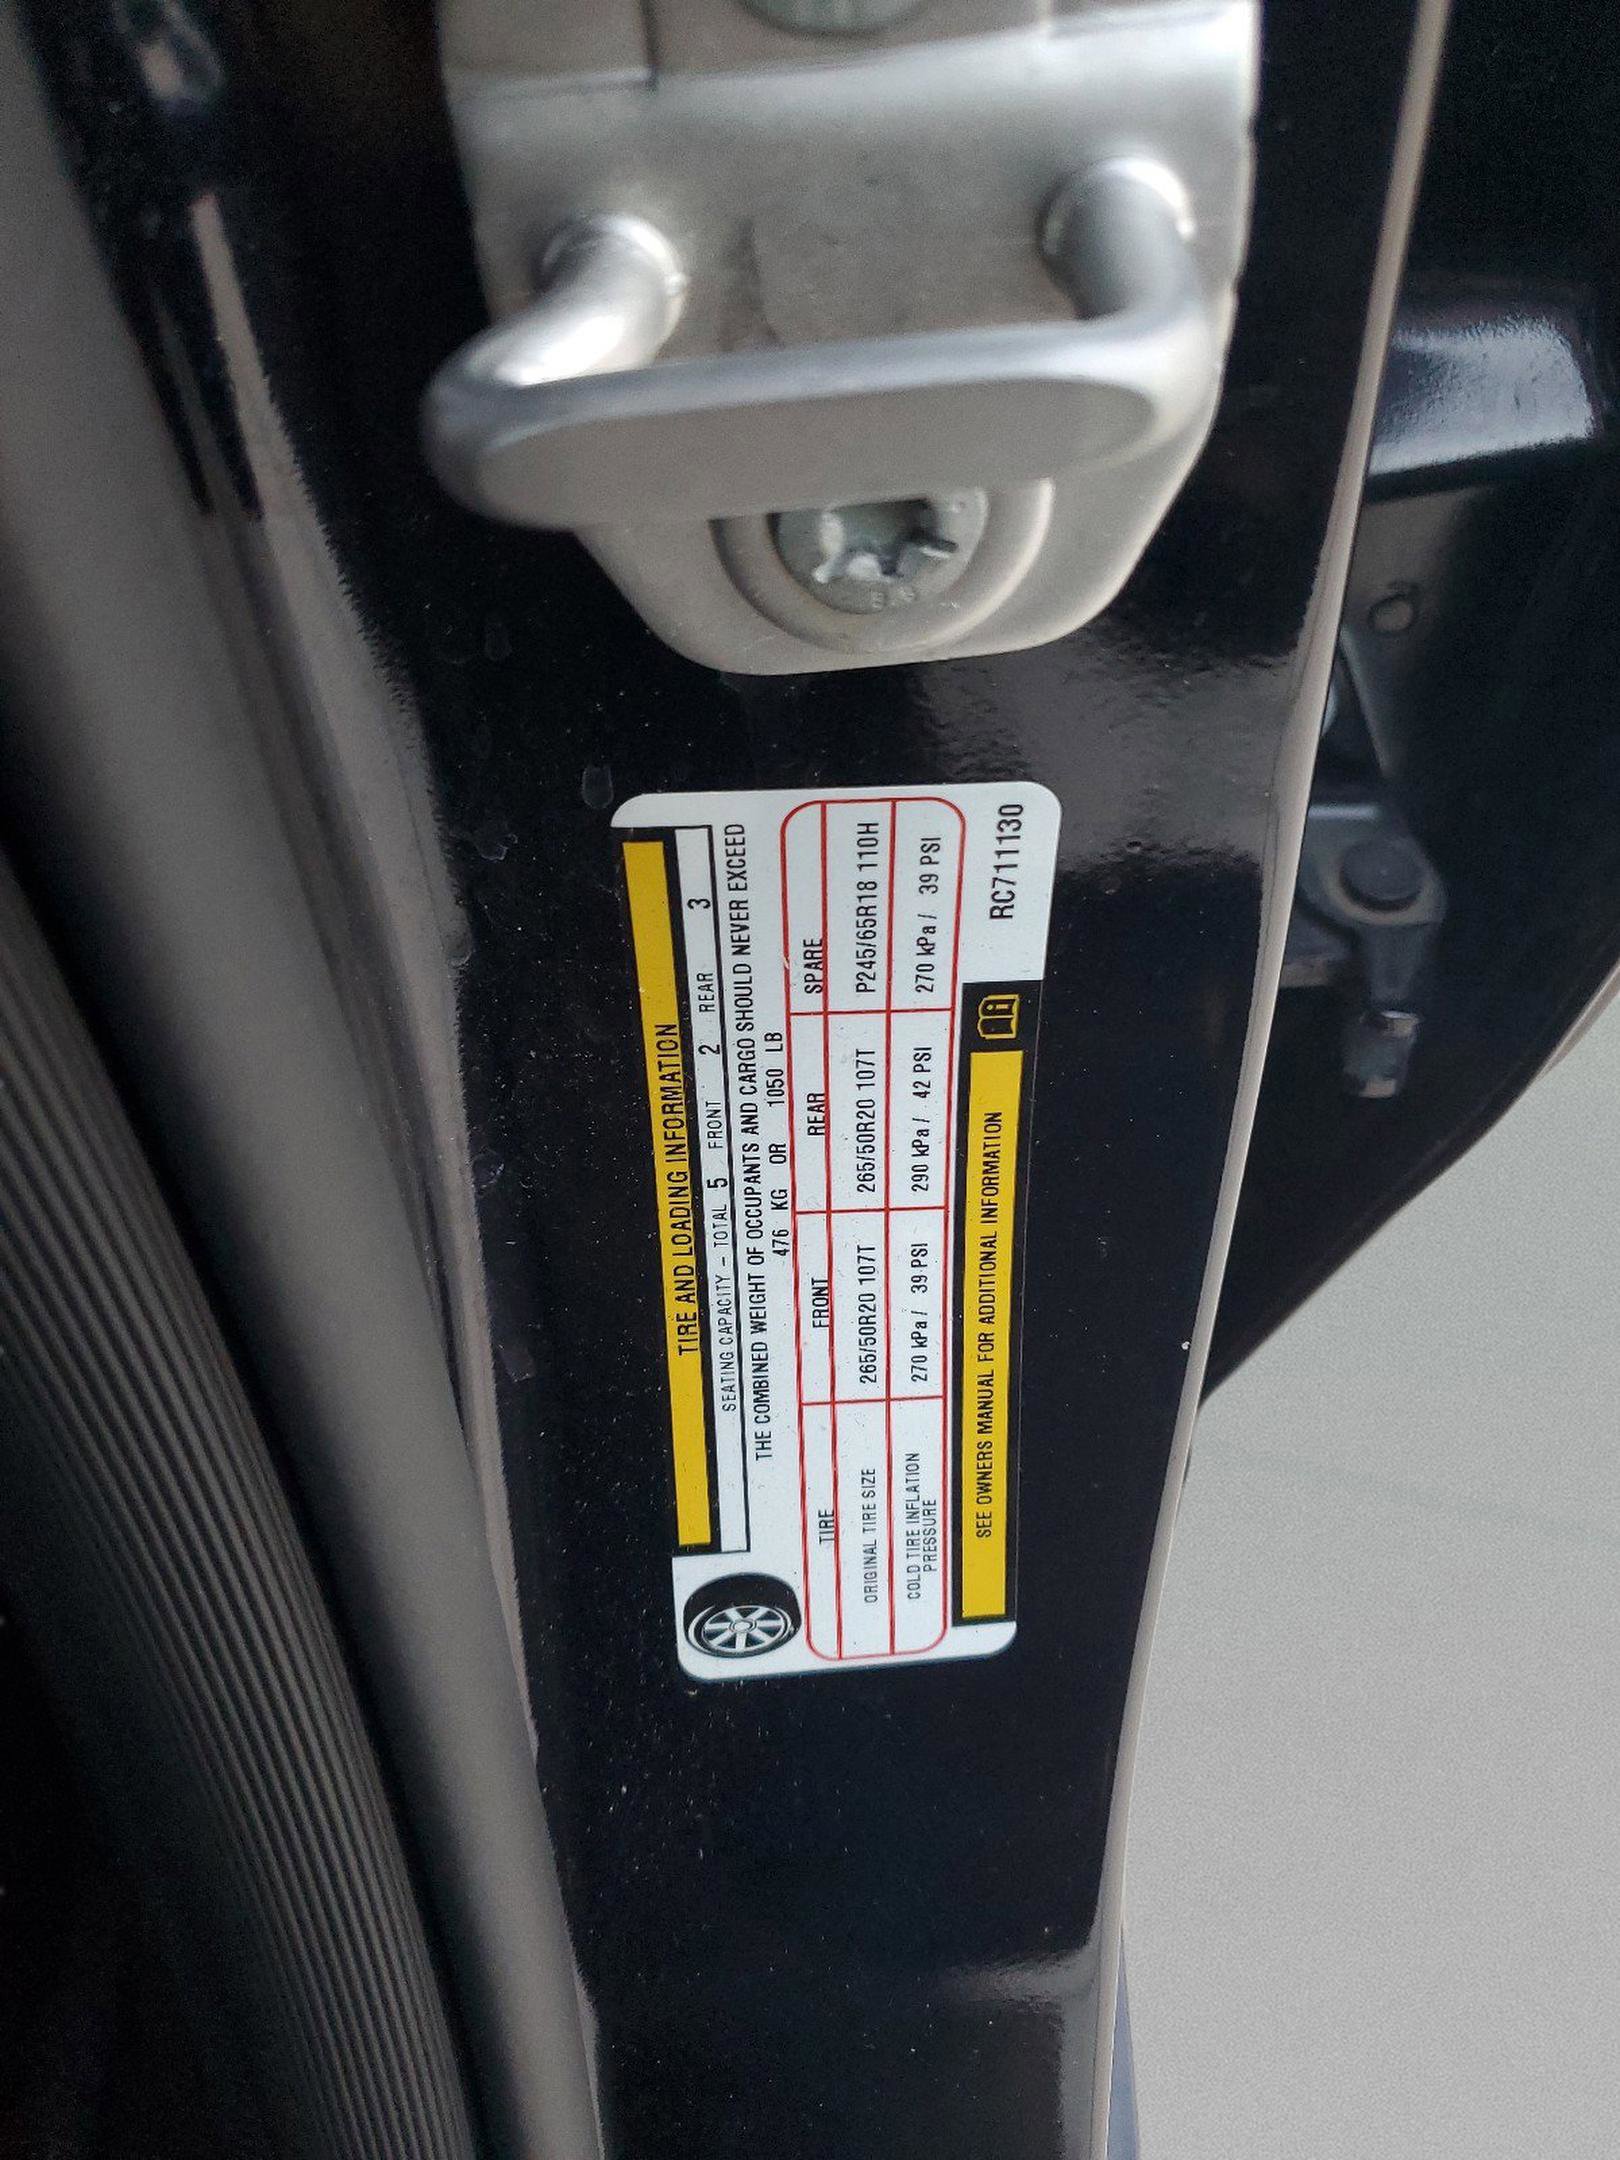 TIRE AND LOADING INFORMATION
SEATING CAPACITY – TOTAL 5 FRONT 2 REAR 3
THE COMBINED WEIGHT OF OCCUPANTS AND CARGO SHOULD NEVER EXCEED
476 KG OR 1050 LB
TIRE FRONT REAR SPARE
ORIGINAL TIRE SIZE 265/50R20 107T 265/50R20 107T P245/65R18 110H
COLD TIRE INFLATION PRESSURE 270 kPa / 39 PSI 290 kPa / 42 PSI 270 kPa / 39 PSI
SEE OWNERS MANUAL FOR ADDITIONAL INFORMATION
RC711130